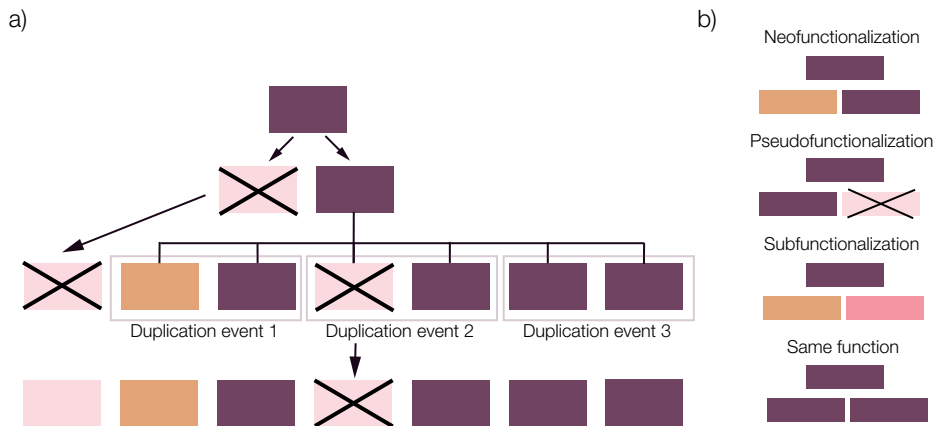 a)
Duplication event 1
Duplication event 2
Duplication event 3
b)
Neofunctionalization
Pseudofunctionalization
Subfunctionalization
Same function